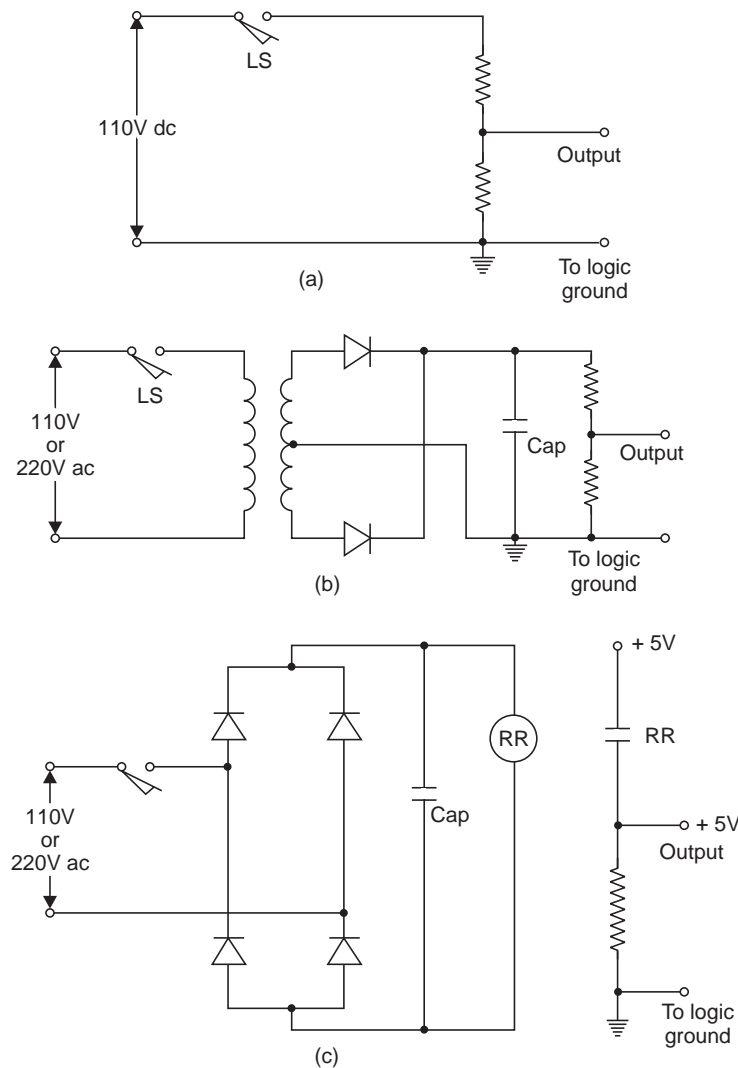 LS
110V dc
Output
To logic
ground
(a)
LS
110V
or
220V ac
Cap
Output
To logic
ground
(b)
+ 5V
RR
RR
110V
or
220V ac
Cap
+ 5V
Output
To logic
ground
(c)